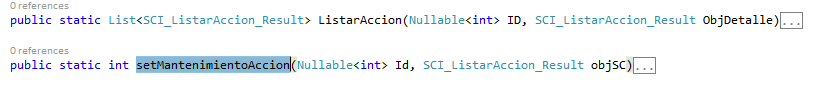 0 references
public static List<SCI_ListarAccion_Result> ListarAccion(Nullable<int> ID, SCI_ListarAccion_Result ObjDetalle)...
0 references
public static int setMantenimientoAccion(Nullable<int> Id, SCI_ListarAccion_Result objSC)...